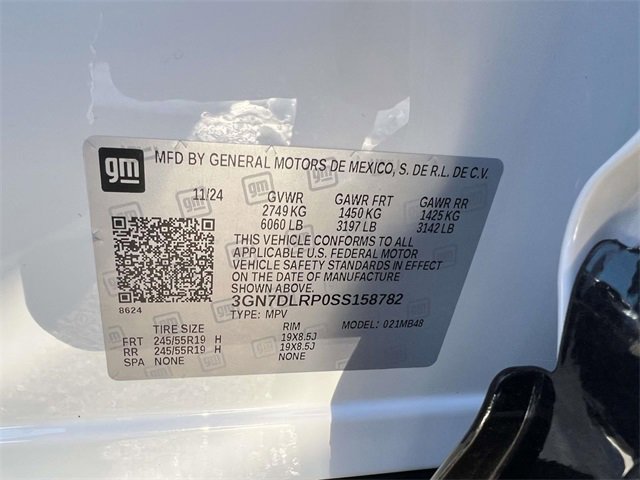 gm
MFD BY GENERAL MOTORS DE MEXICO, S. DE R.L. DE C.V.
11/24 GVWR GAWR FRT GAWR RR
2749 KG 1450 KG 1425 KG
6060 LB 3197 LB 3142 LB
THIS VEHICLE CONFORMS TO ALL
APPLICABLE U.S. FEDERAL MOTOR
VEHICLE SAFETY STANDARDS IN EFFECT
ON THE DATE OF MANUFACTURE
SHOWN ABOVE.
3GN7DLRP0SS158782
8624 TYPE: MPV MODEL: 021MB48
TIRE SIZE RIM
FRT 245/55R19 H 19X8.5J
RR 245/55R19 H 19X8.5J
SPA NONE NONE